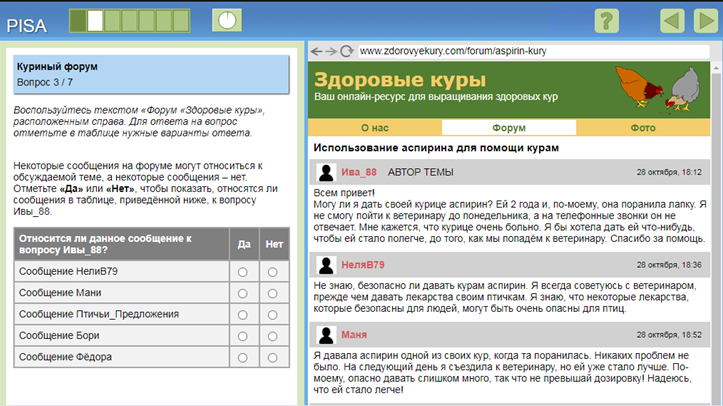 PISA
?
Куриный форум
Вопрос 3 / 7
Воспользуйтесь текстом «Форум «Здоровые куры»,
расположенным справа. Для ответа на вопрос
отметьте в таблице нужные варианты ответа.
Некоторые сообщения на форуме могут относиться к
обсуждаемой теме, а некоторые сообщения – нет.
Отметьте «Да» или «Нет», чтобы показать, относятся ли
сообщения в таблице, приведённой ниже, к вопросу
Ивы_88.
Относится ли данное сообщение к вопросу Ивы_88? Да Нет
Сообщение НелиВ79
Сообщение Мани
Сообщение Птичьи_Предложения
Сообщение Бори
Сообщение Фёдора
www.zdorovyekury.com/forum/aspirin-kury
Здоровые куры
Ваш онлайн-ресурс для выращивания здоровых кур
О нас Форум Фото
Использование аспирина для помощи курам
Ива_88 АВТОР ТЕМЫ 28 октября, 18:12
Всем привет!
Могу ли я дать своей курице аспирин? Ей 2 года и, по-моему, она поранила лапку. Я
не смогу пойти к ветеринару до понедельника, а на телефонные звонки он не
отвечает. Мне кажется, что курице очень больно. Я бы хотела дать ей что-нибудь,
чтобы ей стало полегче, до того, как мы попадём к ветеринару. Спасибо за помощь.
НеляВ79 28 октября, 18:36
Не знаю, безопасно ли давать курам аспирин. Я всегда советуюсь с ветеринаром,
прежде чем давать лекарства своим птичкам. Я знаю, что некоторые лекарства,
которые безопасны для людей, могут быть очень опасны для птиц.
Маня 28 октября, 18:52
Я давала аспирин одной из своих кур, когда та поранилась. Никаких проблем не
было. На следующий день я съездила к ветеринару, но ей уже стало лучше. По-
моему, опасно давать слишком много, так что не превышай дозировку! Надеюсь,
что ей стало легче!